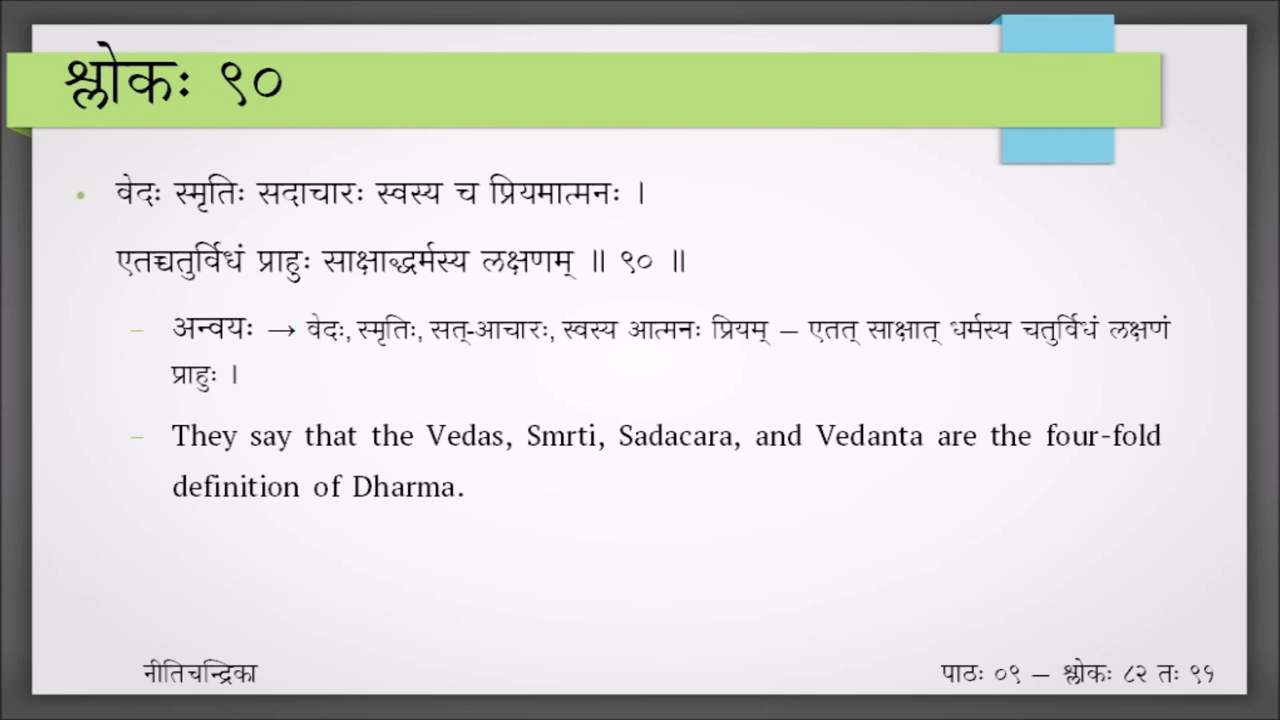 श्लोकः ९०
वेदः स्मृतिः सदाचारः स्वस्य च प्रियमात्मनः ।
एतच्चतुर्विधं प्राहुः साक्षाद्धर्मस्य लक्षणम् ॥ ९० ॥
अन्वयः → वेदः, स्मृतिः, सत्-आचारः, स्वस्य आत्मनः प्रियम् – एतत् साक्षात् धर्मस्य चतुर्विधं लक्षणं
प्राहुः ।
They say that the Vedas, Smrti, Sadacara, and Vedanta are the four-fold
definition of Dharma.
नीतिचन्द्रिका
पाठः ०९ – श्लोकः ८२ तः ९१